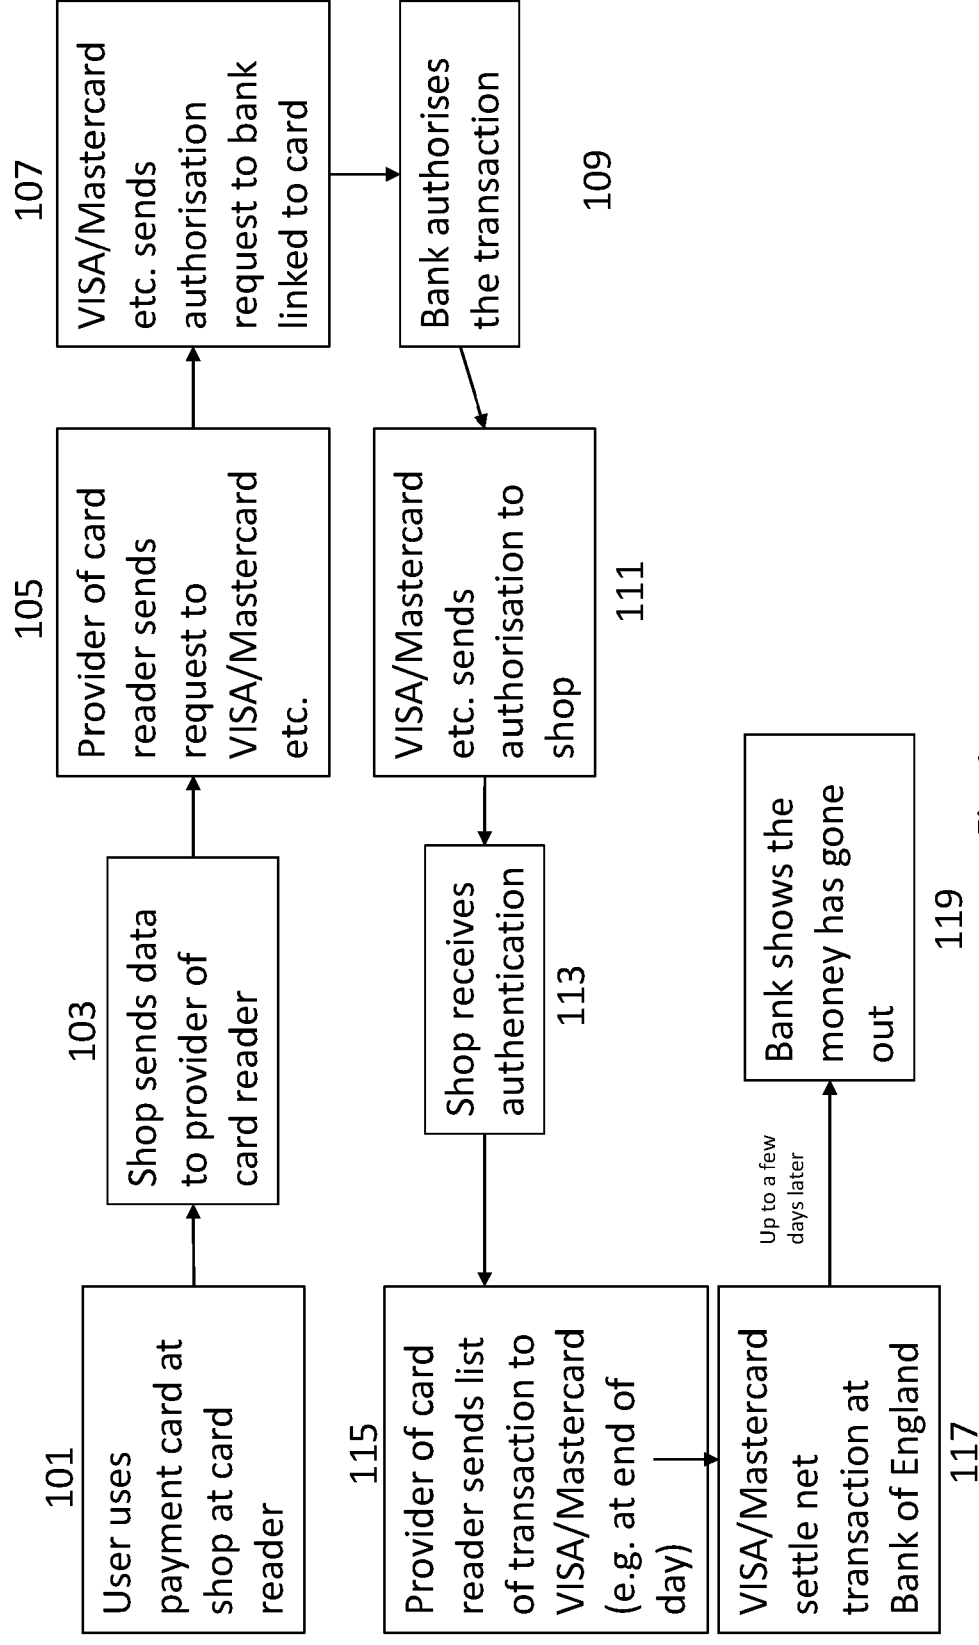 101
User uses
payment card at
shop at card
reader
103
Shop sends data
to provider of
card reader
105
Provider of card
reader sends
request to
VISA/Mastercard
etc.
107
VISA/Mastercard
etc. sends
authorisation
request to bank
linked to card
Bank authorises
the transaction
109
VISA/Mastercard
etc. sends
authorisation to
shop
111
Shop receives
authentication
113
115
Provider of card
reader sends list
of transaction to
VISA/Mastercard
(e.g. at end of
day)
VISA/Mastercard
settle net
transaction at
Bank of England
117
Up to a few
days later
Bank shows the
money has gone
out
119